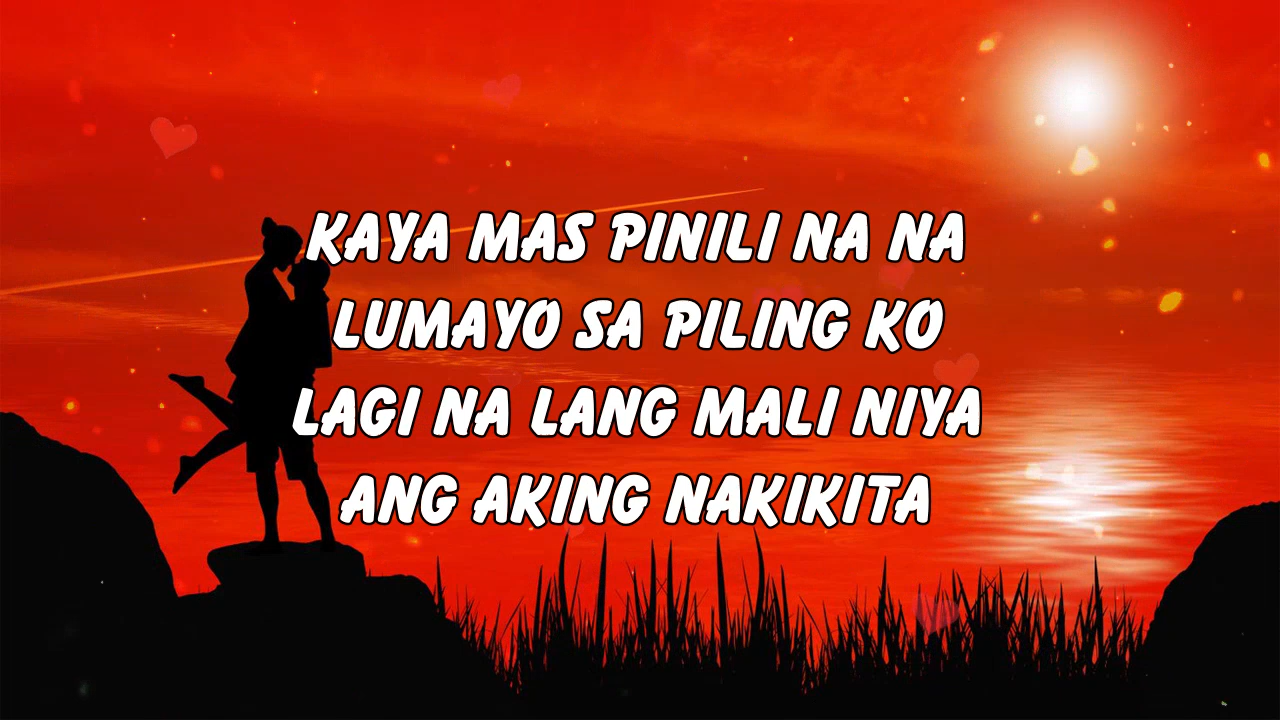 KAYA MAS PINILI NA NA
LUMAYO SA PILING KO
LAGI NA LANG MALI NIYA
ANG AKING NAKIKITA